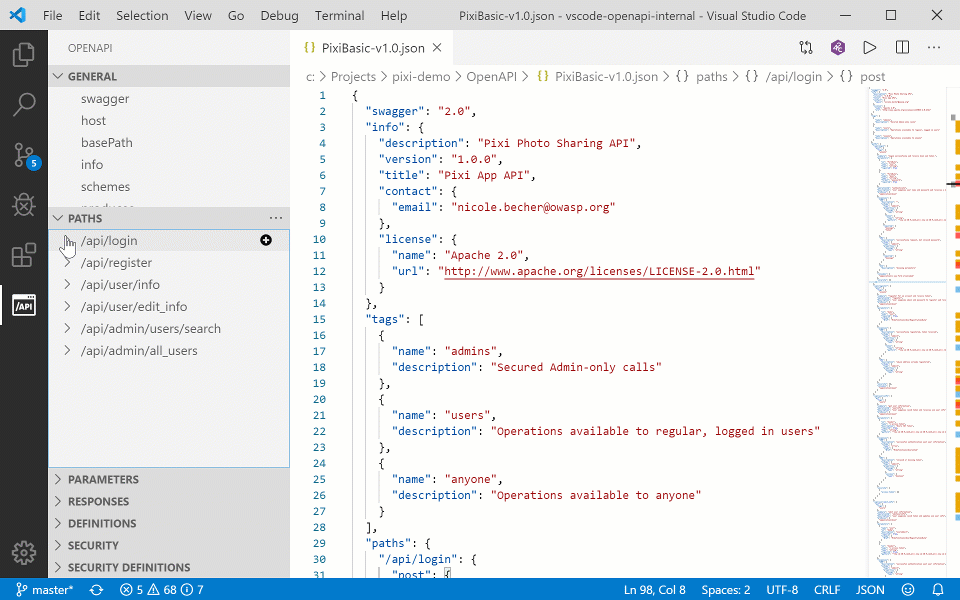 File Edit Selection View Go Debug Terminal Help PixiBasic-v1.0.json - vscode-openapi-internal - Visual Studio Code
OPENAPI
GENERAL
swagger
host
basePath
info
schemes
PATHS ...
/api/login
/api/register
/api/user/info
/api/user/edit_info
/api/admin/users/search
/api/admin/all_users
PARAMETERS
RESPONSES
DEFINITIONS
SECURITY
SECURITY DEFINITIONS
5
/API
{} PixiBasic-v1.0.json
c: > Projects > pixi-demo > OpenAPI > {} PixiBasic-v1.0.json > {} paths > {} /api/login > {} post
1 {
2 "swagger": "2.0",
3 "info": {
4 "description": "Pixi Photo Sharing API",
5 "version": "1.0.0",
6 "title": "Pixi App API",
7 "contact": {
8 "email": "nicole.becher@owasp.org"
9 },
10 "license": {
11 "name": "Apache 2.0",
12 "url": "http://www.apache.org/licenses/LICENSE-2.0.html"
13 }
14 },
15 "tags": [
16 {
17 "name": "admins",
18 "description": "Secured Admin-only calls"
19 },
20 {
21 "name": "users",
22 "description": "Operations available to regular, logged in users"
23 },
24 {
25 "name": "anyone",
26 "description": "Operations available to anyone"
27 }
28 ],
29 "paths": {
30 "/api/login": {
31 "post": {
master* 5 68 7 Ln 98, Col 8 Spaces: 2 UTF-8 CRLF JSON